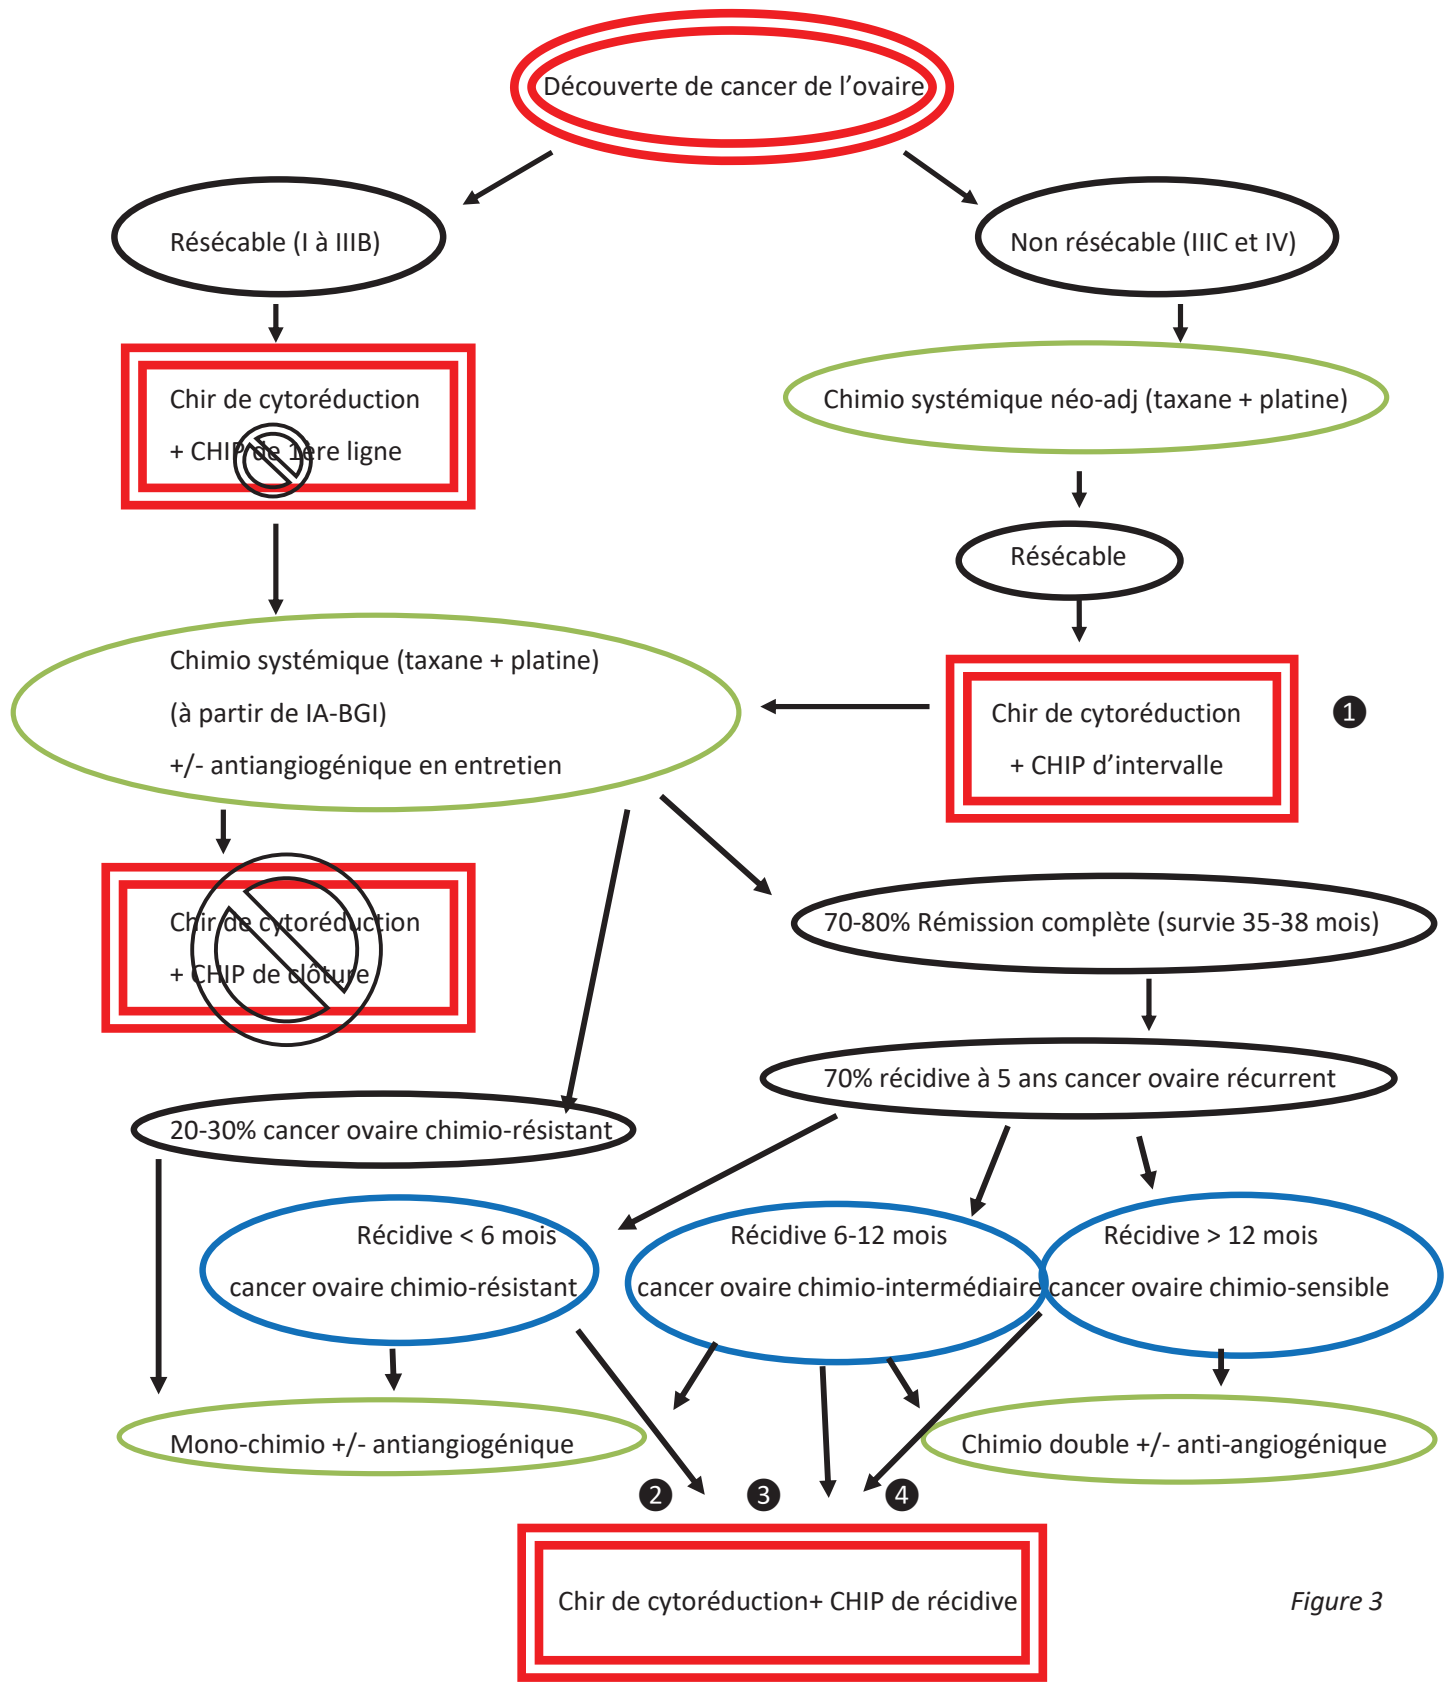 Découverte de cancer de l’ovaire
Résécable (I à IIIB)
Non résécable (IIIC et IV)
Chir de cytoréduction
+ CHIP de 1ère ligne
Chimio systémique néo-adj (taxane + platine)
Résécable
Chimio systémique (taxane + platine)
(à partir de IA-BGI)
+/- antiangiogénique en entretien
Chir de cytoréduction
+ CHIP d’intervalle
1
Chir de cytoréduction
+ CHIP de clôture
70-80% Rémission complète (survie 35-38 mois)
70% récidive à 5 ans cancer ovaire récurrent
20-30% cancer ovaire chimio-résistant
Récidive < 6 mois
cancer ovaire chimio-résistant
Récidive 6-12 mois
cancer ovaire chimio-intermédiaire
Récidive > 12 mois
cancer ovaire chimio-sensible
Mono-chimio +/- antiangiogénique
Chimio double +/- anti-angiogénique
2
3
4
Chir de cytoréduction+ CHIP de récidive
Figure 3